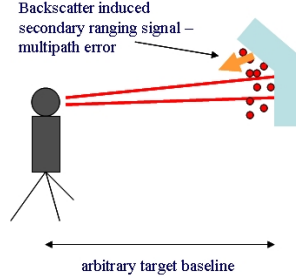 Backscatter induced
secondary ranging signal –
multipath error
arbitrary target baseline